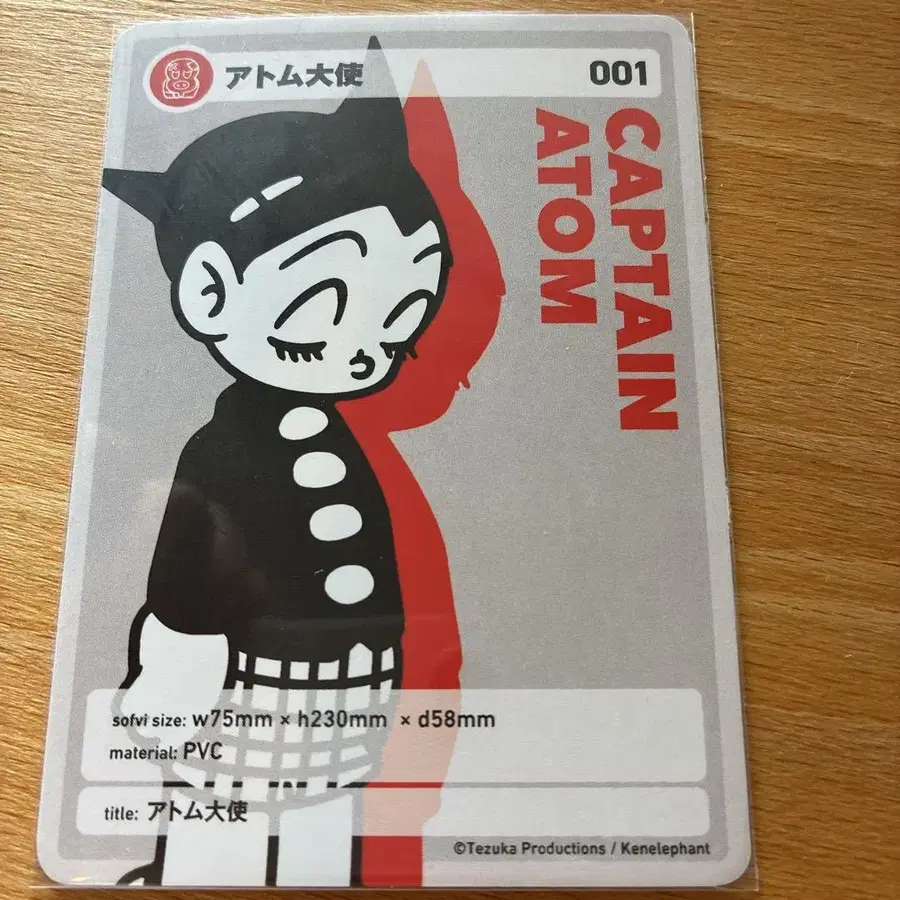 アトム大使
001
CAPTAIN
ATOM
sofvi size: w75mm × h230mm × d58mm
material: PVC
title: アトム大使
©Tezuka Productions / Kenelephant